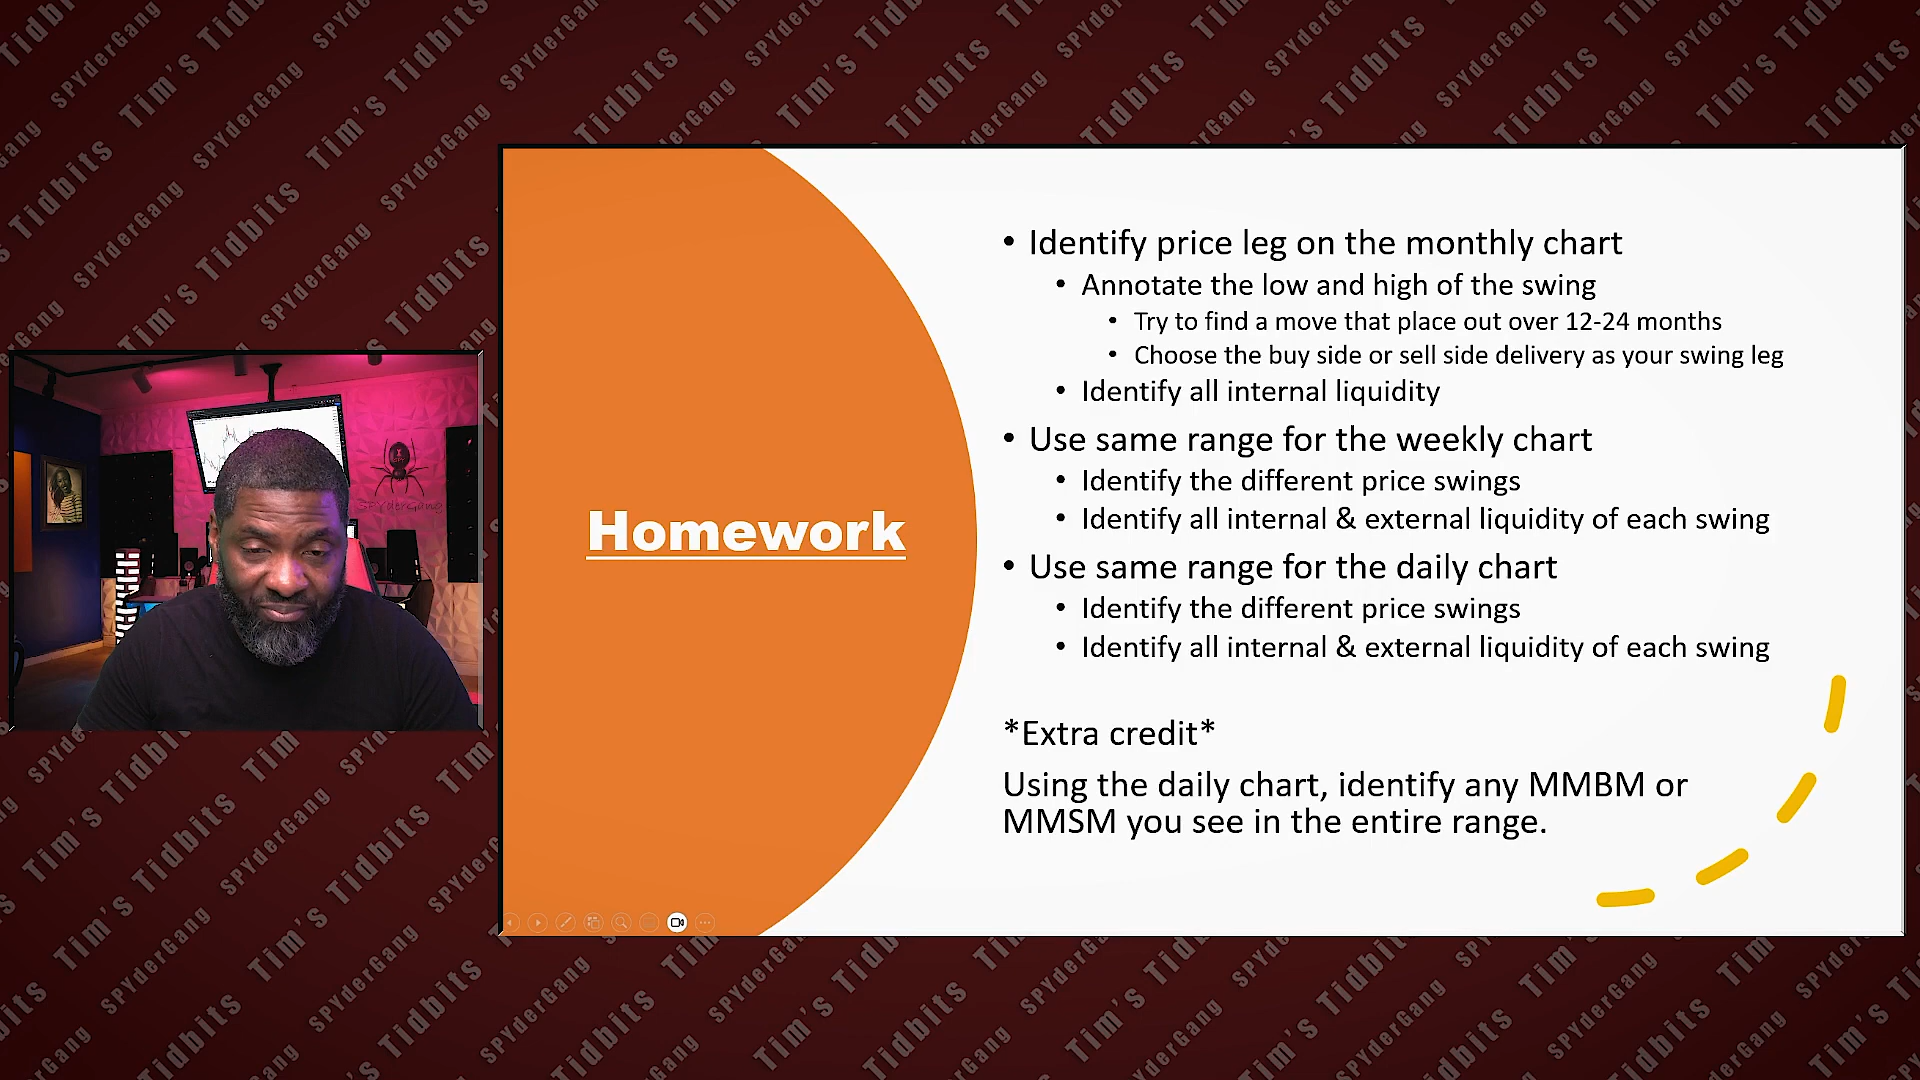 Homework
• Identify price leg on the monthly chart
• Annotate the low and high of the swing
• Try to find a move that place out over 12-24 months
• Choose the buy side or sell side delivery as your swing leg
• Identify all internal liquidity
• Use same range for the weekly chart
• Identify the different price swings
• Identify all internal & external liquidity of each swing
• Use same range for the daily chart
• Identify the different price swings
• Identify all internal & external liquidity of each swing
*Extra credit*
Using the daily chart, identify any MMBM or
MMSM you see in the entire range.
SPYderGang
Tim's Tidbits